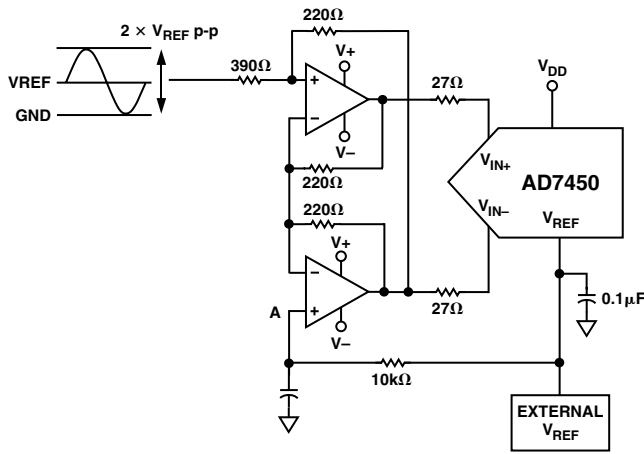 2 × VREF p-p
VREF
GND
390Ω
220Ω
V+
+
–
V–
220Ω
220Ω
V+
–
+
V–
A
27Ω
27Ω
VDD
VIN+
AD7450
VIN–
VREF
0.1μF
10kΩ
EXTERNAL
VREF